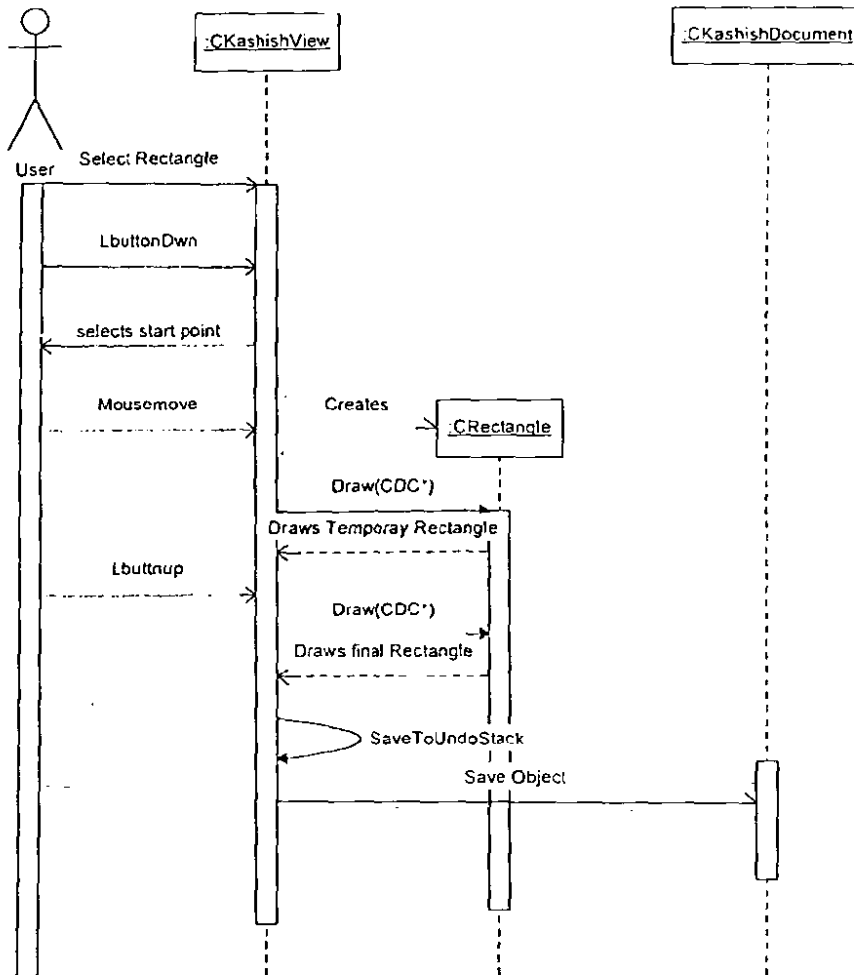 :CKashishView
:CKashishDocument
User
Select Rectangle
LbuttonDwn
selects start point
Mousemove
Creates
:CRectangle
Draw(CDC*)
Draws Temporay Rectangle
Lbuttnup
Draw(CDC*)
Draws final Rectangle
SaveToUndoStack
Save Object